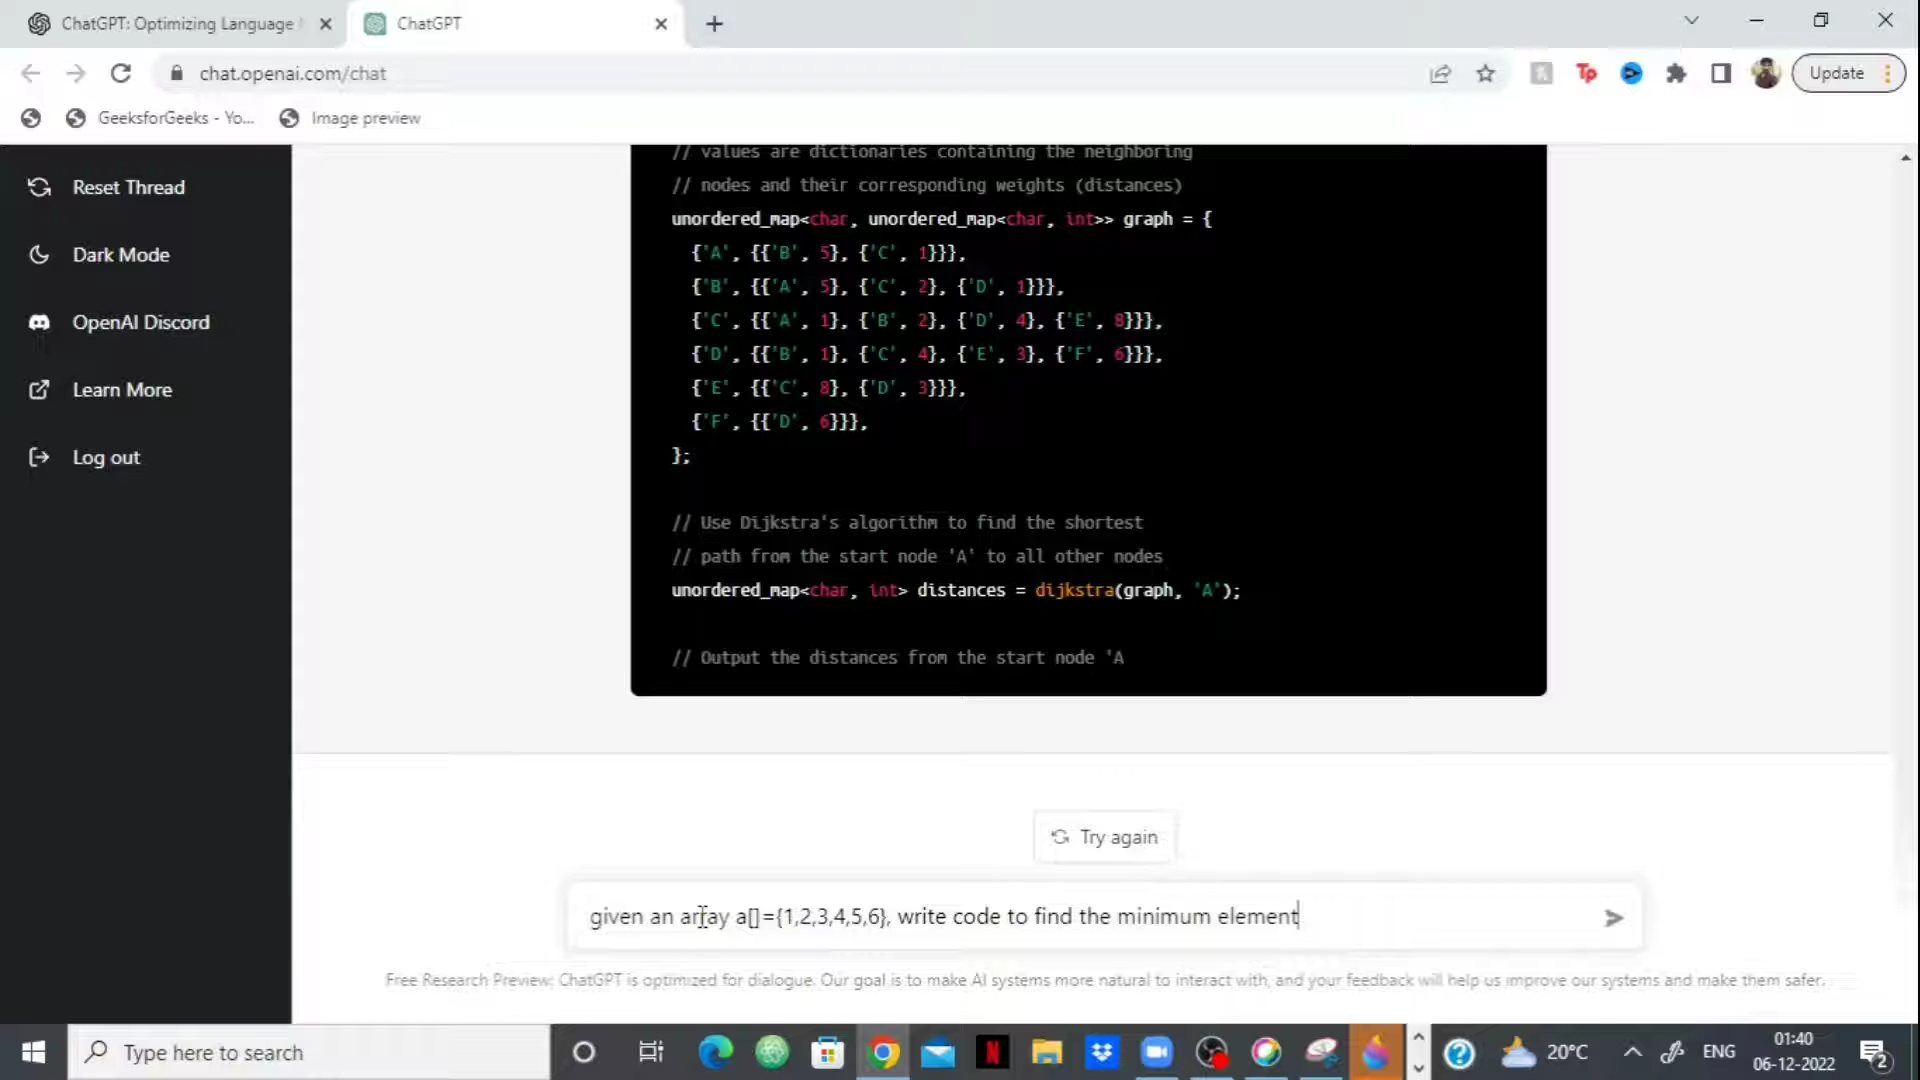 ChatGPT: Optimizing Language
ChatGPT
chat.openai.com/chat
Update
GeeksforGeeks - Yo...
Image preview
Reset Thread
Dark Mode
OpenAI Discord
Learn More
Log out
// values are dictionaries containing the neighboring
// nodes and their corresponding weights (distances)
unordered_map<char, unordered_map<char, int>> graph = {
{'A', {{'B', 5}, {'C', 1}}},
{'B', {{'A', 5}, {'C', 2}, {'D', 1}}},
{'C', {{'A', 1}, {'B', 2}, {'D', 4}, {'E', 8}}},
{'D', {{'B', 1}, {'C', 4}, {'E', 3}, {'F', 6}}},
{'E', {{'C', 8}, {'D', 3}}},
{'F', {{'D', 6}}},
};
// Use Dijkstra's algorithm to find the shortest
// path from the start node 'A' to all other nodes
unordered_map<char, int> distances = dijkstra(graph, 'A');
// Output the distances from the start node 'A
Try again
given an array a[]={1,2,3,4,5,6}, write code to find the minimum element
Free Research Preview: ChatGPT is optimized for dialogue. Our goal is to make AI systems more natural to interact with, and your feedback will help us improve our systems and make them safer.
Type here to search
20°C
ENG
01:40
06-12-2022
2